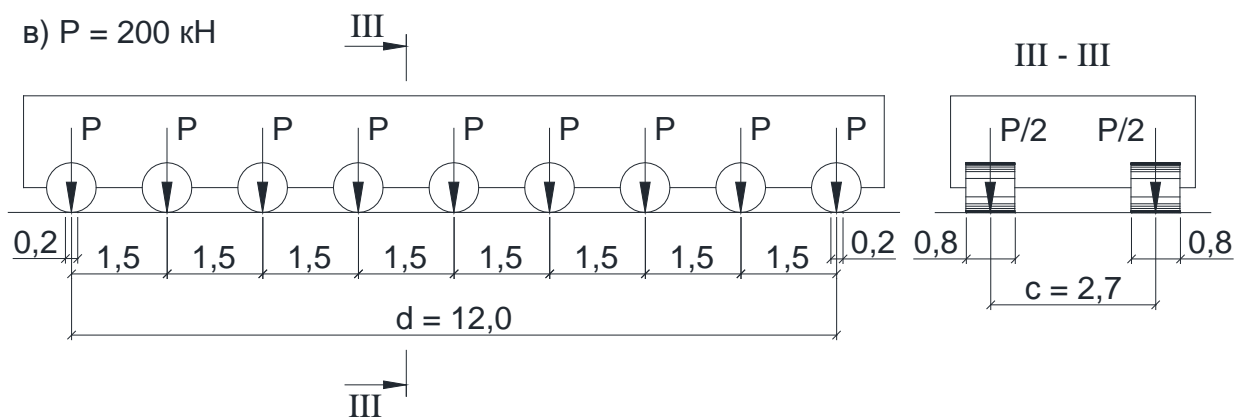 в) P = 200 кН
III
III - III
P P P P P P P P P
P/2 P/2
0,2 1,5 1,5 1,5 1,5 1,5 1,5 1,5 1,5 0,2
0,8 0,8
c = 2,7
d = 12,0
III